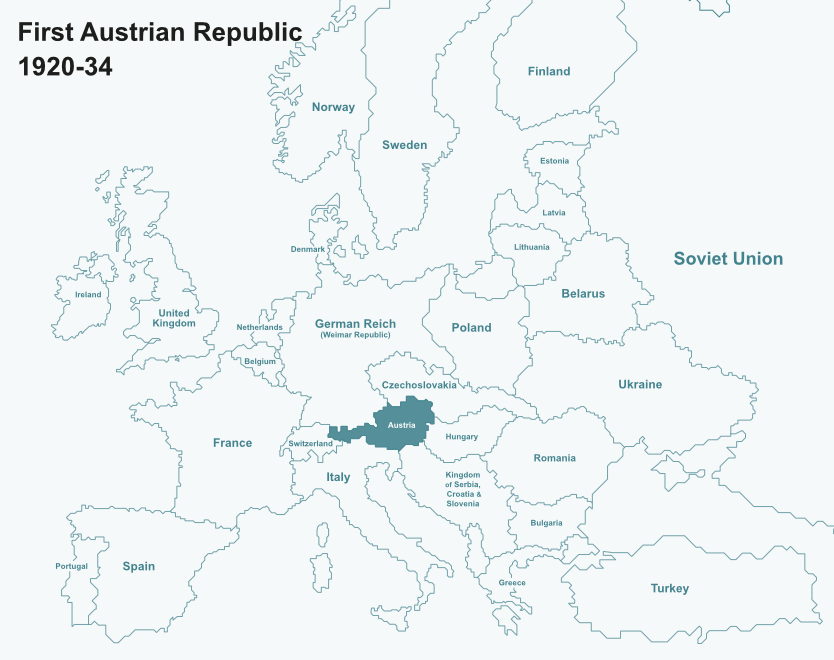 First Austrian Republic
1920-34
Finland
Norway
Sweden
Estonia
Latvia
Lithuania
Denmark
Soviet Union
Belarus
Ireland
United
Kingdom
Netherlands
German Reich
(Weimar Republic)
Poland
Belgium
Czechoslovakia
Ukraine
Austria
France
Switzerland
Hungary
Romania
Italy
Kingdom
of Serbia,
Croatia &
Slovenia
Bulgaria
Portugal
Spain
Greece
Turkey